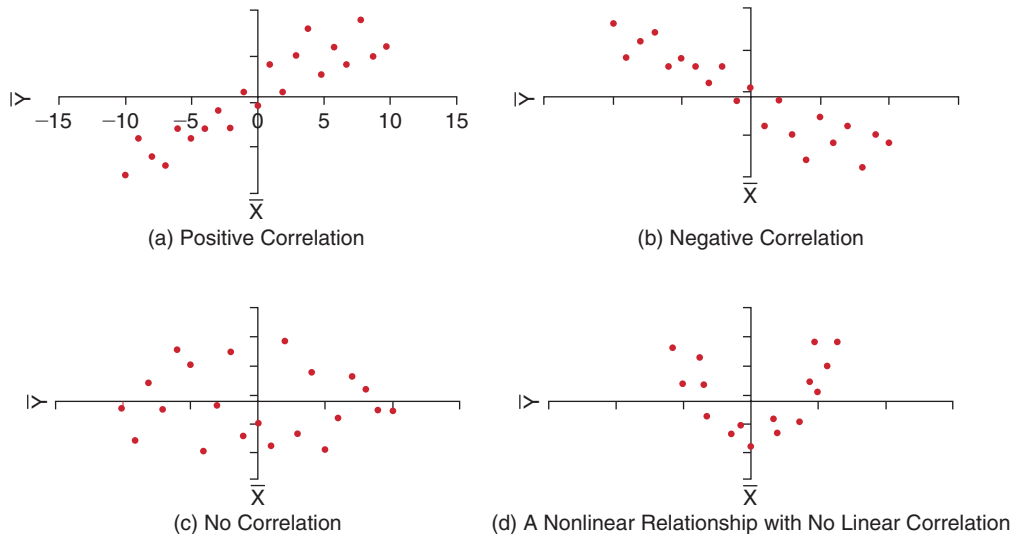 Y̅
−15 −10 −5 0 5 10 15
X̅
(a) Positive Correlation
Y̅
X̅
(b) Negative Correlation
Y̅
X̅
(c) No Correlation
Y̅
X̅
(d) A Nonlinear Relationship with No Linear Correlation